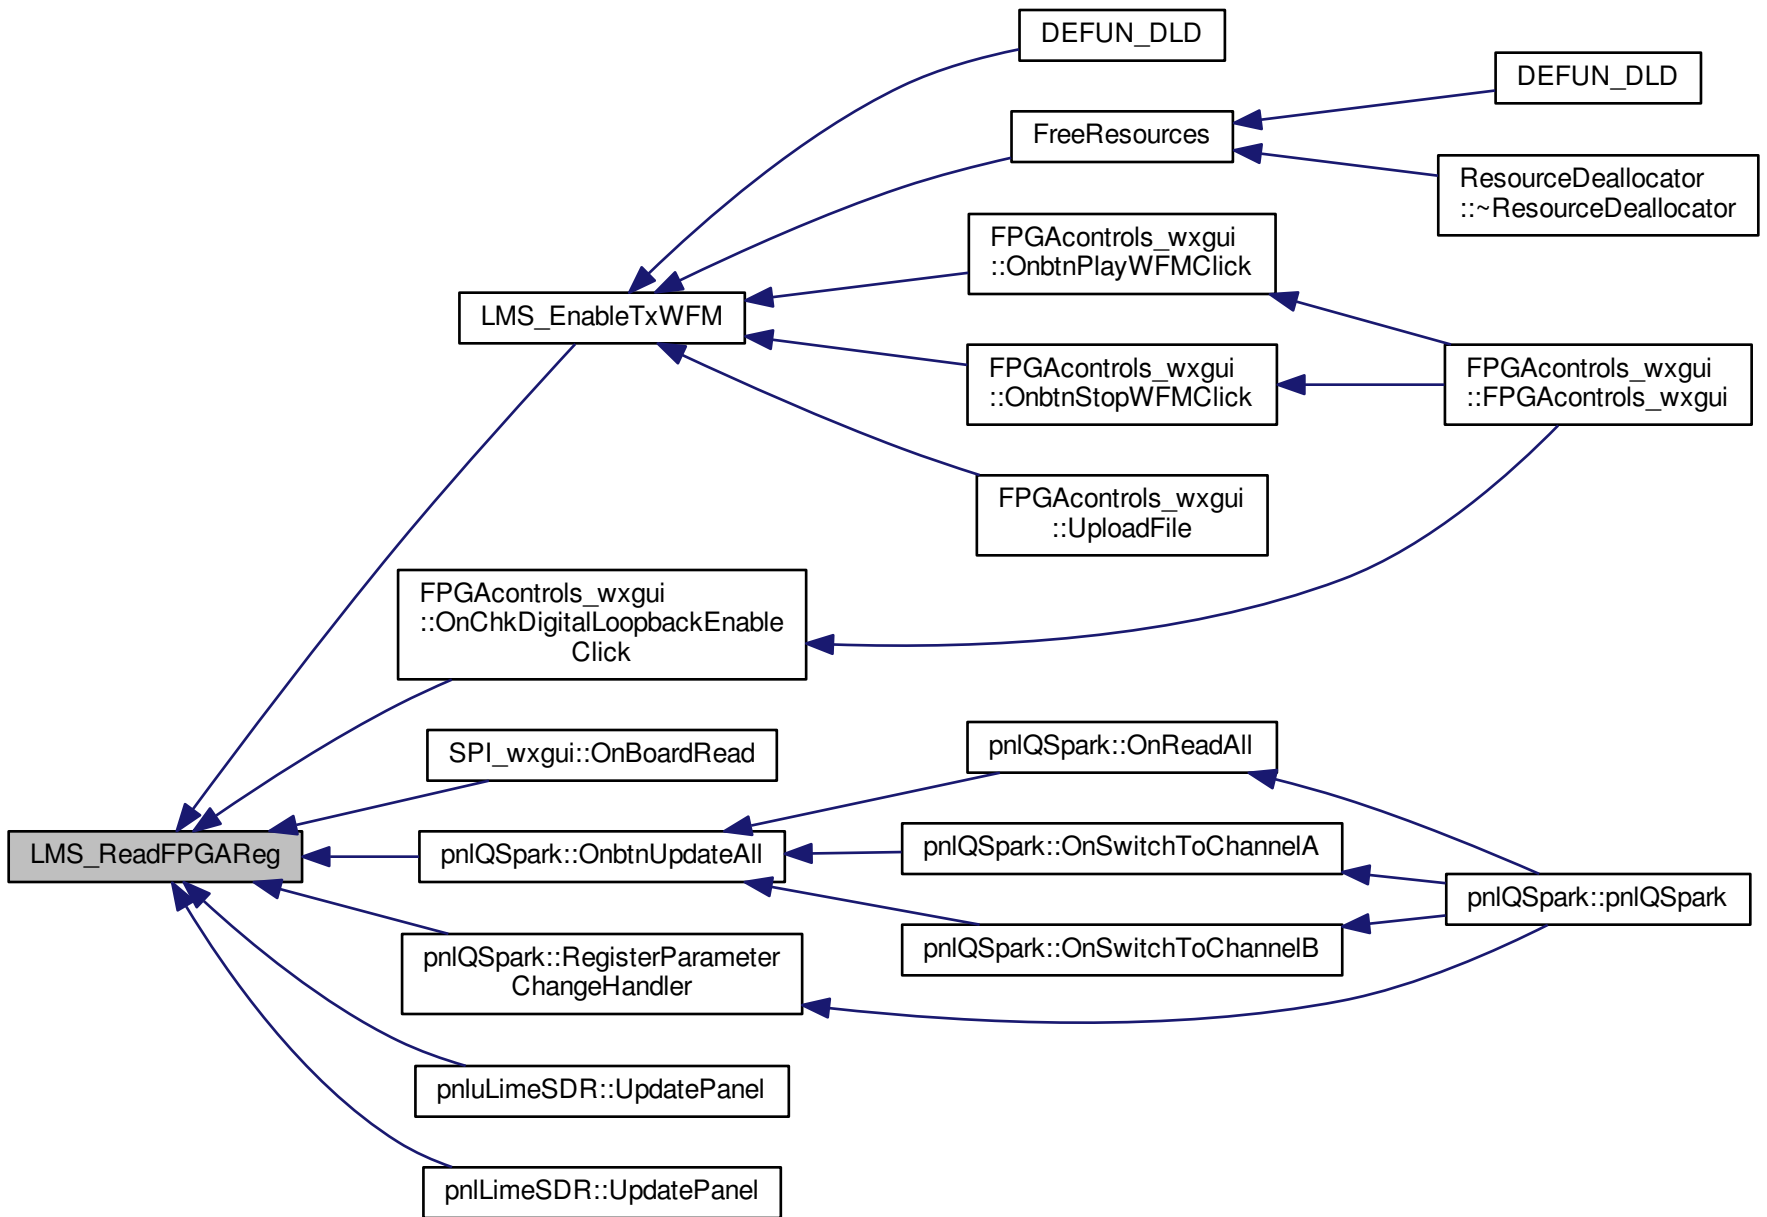 DEFUN_DLD
DEFUN_DLD
FreeResources
ResourceDeallocator
::~ResourceDeallocator
FPGAcontrols_wxgui
::OnbtnPlayWFMClick
LMS_EnableTxWFM
FPGAcontrols_wxgui
::OnbtnStopWFMClick
FPGAcontrols_wxgui
::FPGAcontrols_wxgui
FPGAcontrols_wxgui
::UploadFile
FPGAcontrols_wxgui
::OnChkDigitalLoopbackEnable
Click
SPI_wxgui::OnBoardRead
pnlQSpark::OnReadAll
LMS_ReadFPGAReg
pnlQSpark::OnbtnUpdateAll
pnlQSpark::OnSwitchToChannelA
pnlQSpark::pnlQSpark
pnlQSpark::OnSwitchToChannelB
pnlQSpark::RegisterParameter
ChangeHandler
pnluLimeSDR::UpdatePanel
pnlLimeSDR::UpdatePanel